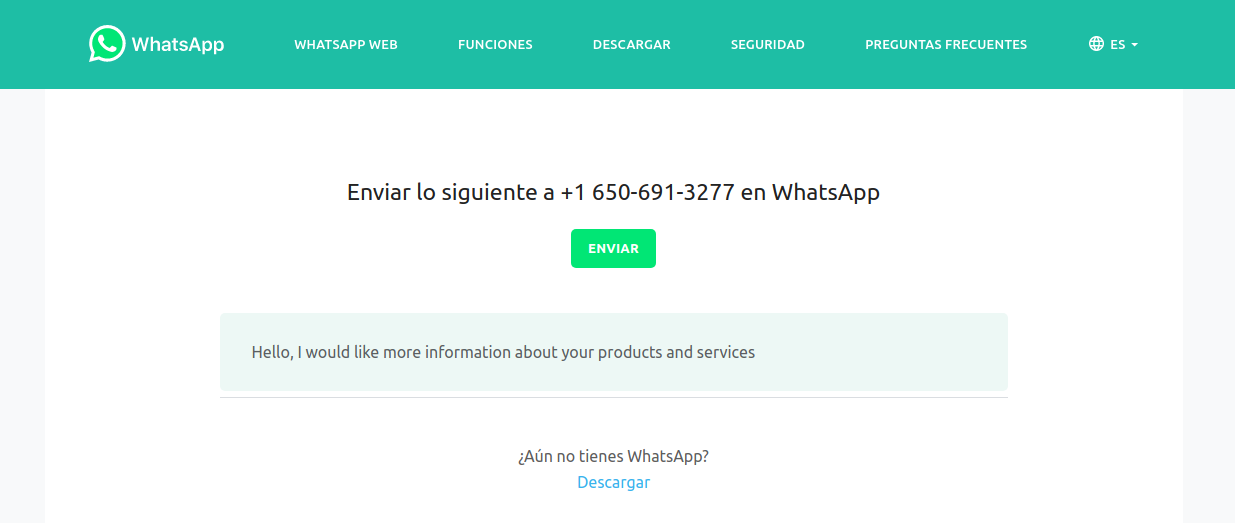 WhatsApp WHATSAPP WEB FUNCIONES DESCARGAR SEGURIDAD PREGUNTAS FRECUENTES ES
Enviar lo siguiente a +1 650-691-3277 en WhatsApp
ENVIAR
Hello, I would like more information about your products and services
¿Aún no tienes WhatsApp?
Descargar